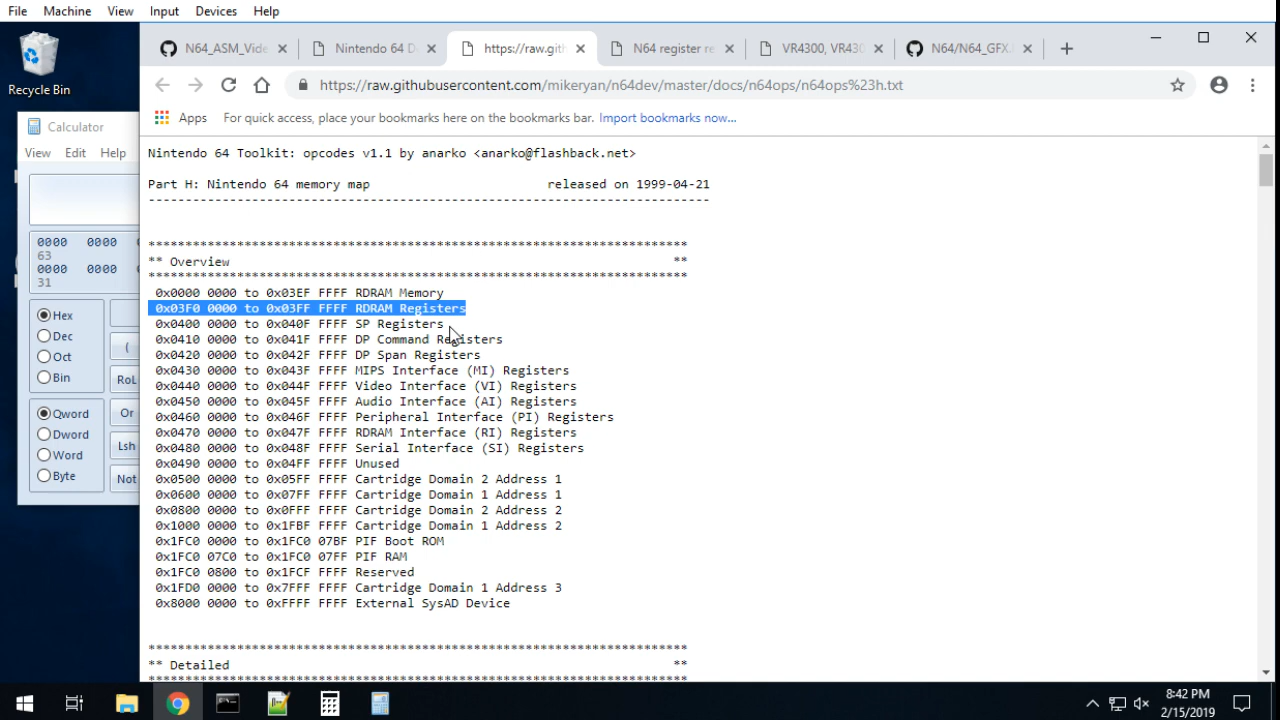 File Machine View Input Devices Help
Recycle Bin
N64_ASM_Vide
Nintendo 64 D
https://raw.gith
N64 register re
VR4300, VR430
N64/N64_GFX.
https://raw.githubusercontent.com/mikeryan/n64dev/master/docs/n64ops/n64ops%23h.txt
Apps For quick access, place your bookmarks here on the bookmarks bar. Import bookmarks now...
Calculator
View Edit Help
0000 0000
63
0000 0000
31
Hex
Dec
Oct
Bin
(
RoL
Qword
Dword
Word
Byte
Or
Lsh
Not
Nintendo 64 Toolkit: opcodes v1.1 by anarko <anarko@flashback.net>
Part H: Nintendo 64 memory map released on 1999-04-21
----------------------------------------------------------------------------
*************************************************************************
** Overview **
*************************************************************************
0x0000 0000 to 0x03EF FFFF RDRAM Memory
0x03F0 0000 to 0x03FF FFFF RDRAM Registers
0x0400 0000 to 0x040F FFFF SP Registers
0x0410 0000 to 0x041F FFFF DP Command Registers
0x0420 0000 to 0x042F FFFF DP Span Registers
0x0430 0000 to 0x043F FFFF MIPS Interface (MI) Registers
0x0440 0000 to 0x044F FFFF Video Interface (VI) Registers
0x0450 0000 to 0x045F FFFF Audio Interface (AI) Registers
0x0460 0000 to 0x046F FFFF Peripheral Interface (PI) Registers
0x0470 0000 to 0x047F FFFF RDRAM Interface (RI) Registers
0x0480 0000 to 0x048F FFFF Serial Interface (SI) Registers
0x0490 0000 to 0x04FF FFFF Unused
0x0500 0000 to 0x05FF FFFF Cartridge Domain 2 Address 1
0x0600 0000 to 0x07FF FFFF Cartridge Domain 1 Address 1
0x0800 0000 to 0x0FFF FFFF Cartridge Domain 2 Address 2
0x1000 0000 to 0x1FBF FFFF Cartridge Domain 1 Address 2
0x1FC0 0000 to 0x1FC0 07BF PIF Boot ROM
0x1FC0 07C0 to 0x1FC0 07FF PIF RAM
0x1FC0 0800 to 0x1FCF FFFF Reserved
0x1FD0 0000 to 0x7FFF FFFF Cartridge Domain 1 Address 3
0x8000 0000 to 0xFFFF FFFF External SysAD Device
*************************************************************************
** Detailed **
*************************************************************************
8:42 PM
2/15/2019